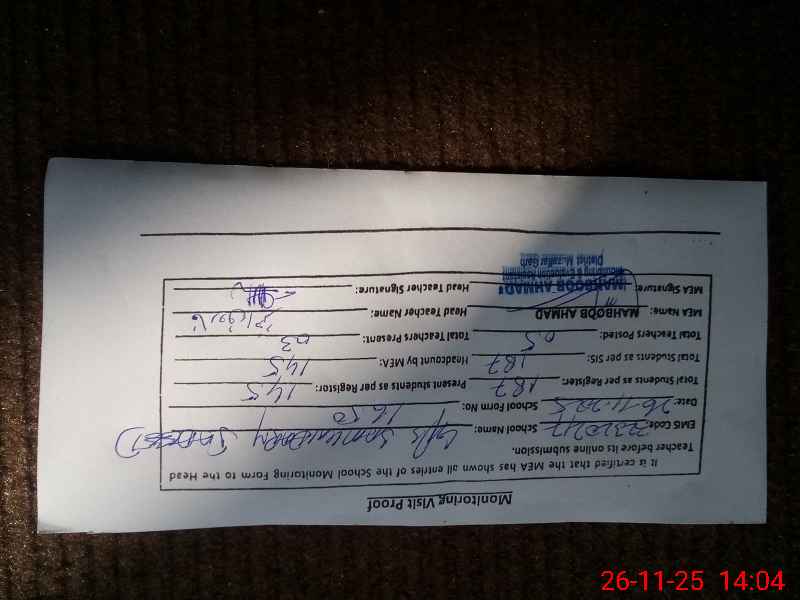 Monitoring Visit Proof
It is certified that the MEA has shown all entries of the School Monitoring Form to the Head
Teacher before its online submission.
EMIS Code: School Name:
Date: 26-11-2025 School Form No: 1650
Total Students as per Register: 187 Present students as per Register: 145
Total Students as per SIS: 187 Headcount by MEA: 145
Total Teachers Posted: 05 Total Teachers Present: 03
MEA Name: MAHBOOB AHMAD Head Teacher Name:
MEA Signature: Head Teacher Signature:
MAHBOOB AHMAD
Monitoring & Evaluation Assistant
District Muzaffar Garh
26-11-25 14:04